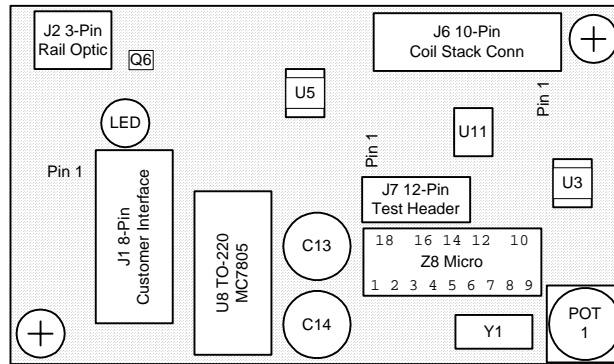 J2 3-Pin
Rail Optic
Q6
J6 10-Pin
Coil Stack Conn
U5
Pin 1
LED
U11
Pin 1
Pin 1
U3
J7 12-Pin
Test Header
J1 8-Pin
Customer Interface
U8 TO-220
MC7805
C13
18 16 14 12 10
Z8 Micro
1 2 3 4 5 6 7 8 9
C14
Y1
POT
1